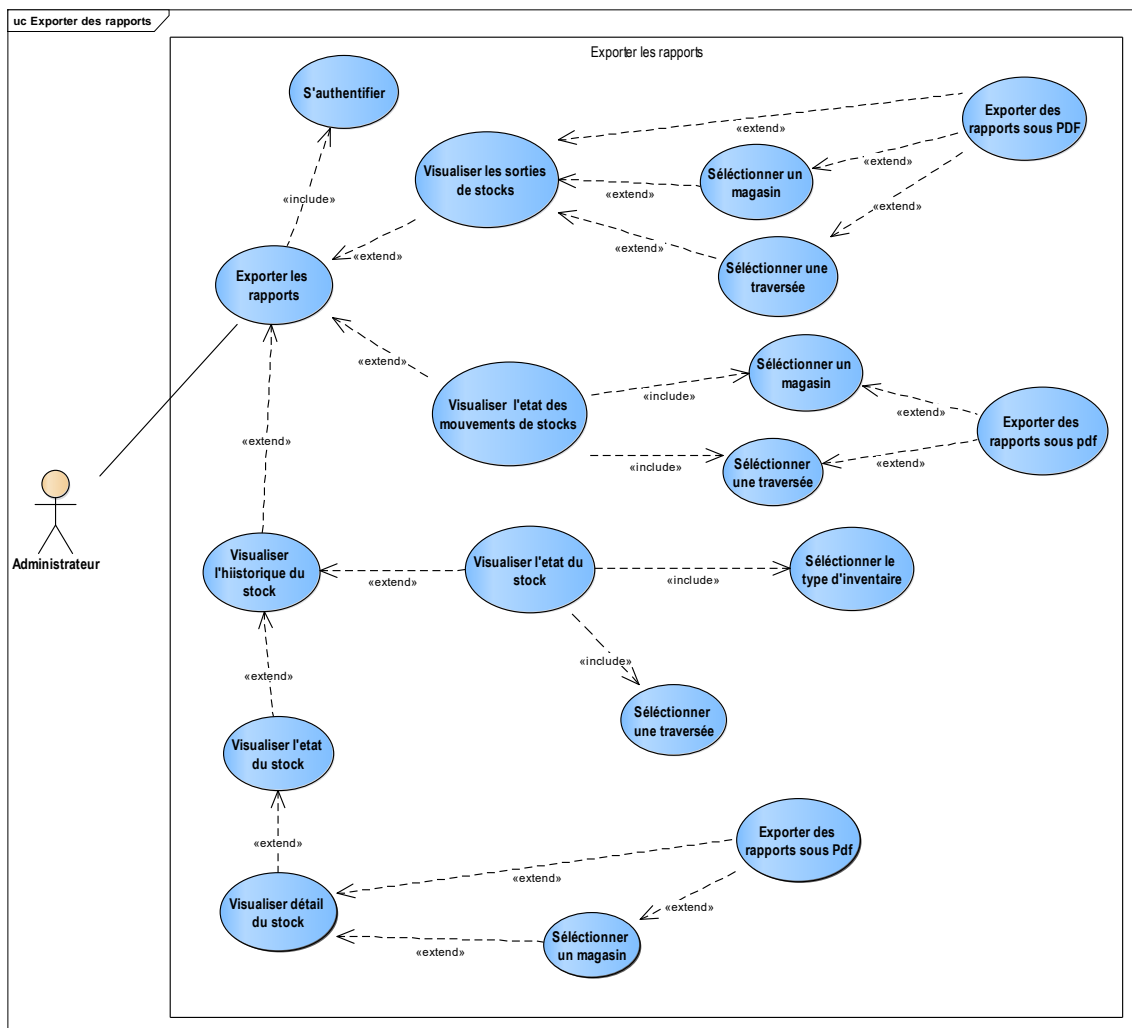 uc Exporter des rapports
Exporter les rapports
S'authentifier
Exporter des
rapports sous PDF
«extend»
Visualiser les sorties
de stocks
Séléctionner un
magasin
«extend»
«extend»
«include»
«extend»
«extend»
«extend»
Exporter les
rapports
Séléctionner une
traversée
«extend»
Séléctionner un
magasin
Visualiser l'etat des
mouvements de stocks
«include»
«extend»
Exporter des
rapports sous pdf
«extend»
«include»
Séléctionner
une traversée
«extend»
Administrateur
Visualiser
l'hiistorique du
stock
«extend»
Visualiser l'etat du
stock
«include»
Séléctionner le
type d'inventaire
«include»
«extend»
Séléctionner
une traversée
Visualiser l'etat
du stock
«extend»
Exporter des
rapports sous Pdf
«extend»
Visualiser détail
du stock
«extend»
«extend»
Séléctionner
un magasin